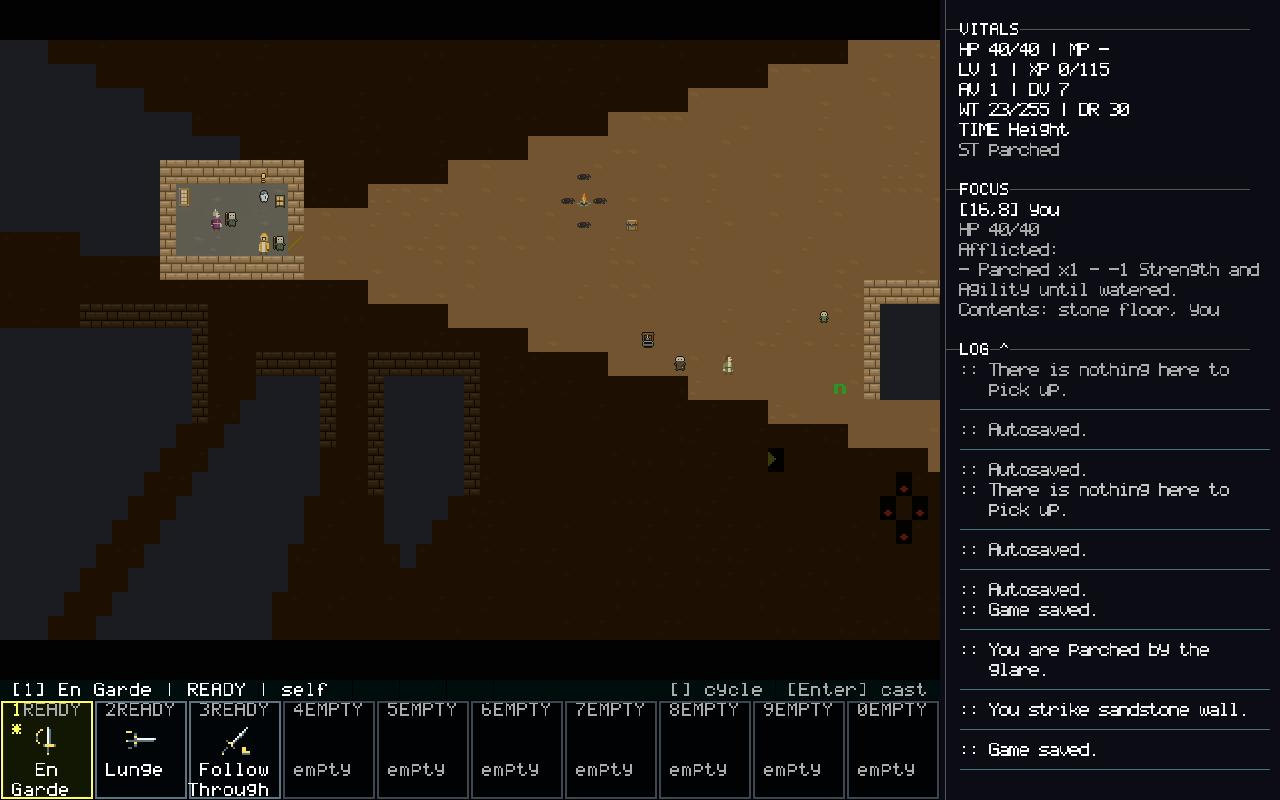 VITALS
HP 40/40 | MP -
LV 1 | XP 0/115
AV 1 | DV 7
WT 23/255 | DR 30
TIME Height
ST Parched
FOCUS
[16,8] You
HP 40/40
Afflicted:
- Parched x1 - -1 Strength and
Agility until watered.
Contents: stone floor, you
LOG ^
:: There is nothing here to
Pick up.
:: Autosaved.
:: Autosaved.
:: There is nothing here to
Pick up.
:: Autosaved.
:: Autosaved.
:: Game saved.
:: You are Parched by the
glare.
:: You strike sandstone wall.
:: Game saved.
n
[1] En Garde | READY | self
[] cycle [Enter] cast
1READY 2READY 3READY 4EMPTY 5EMPTY 6EMPTY 7EMPTY 8EMPTY 9EMPTY 0EMPTY
*
En Garde
Lunge
Follow Through
empty empty empty empty empty empty empty